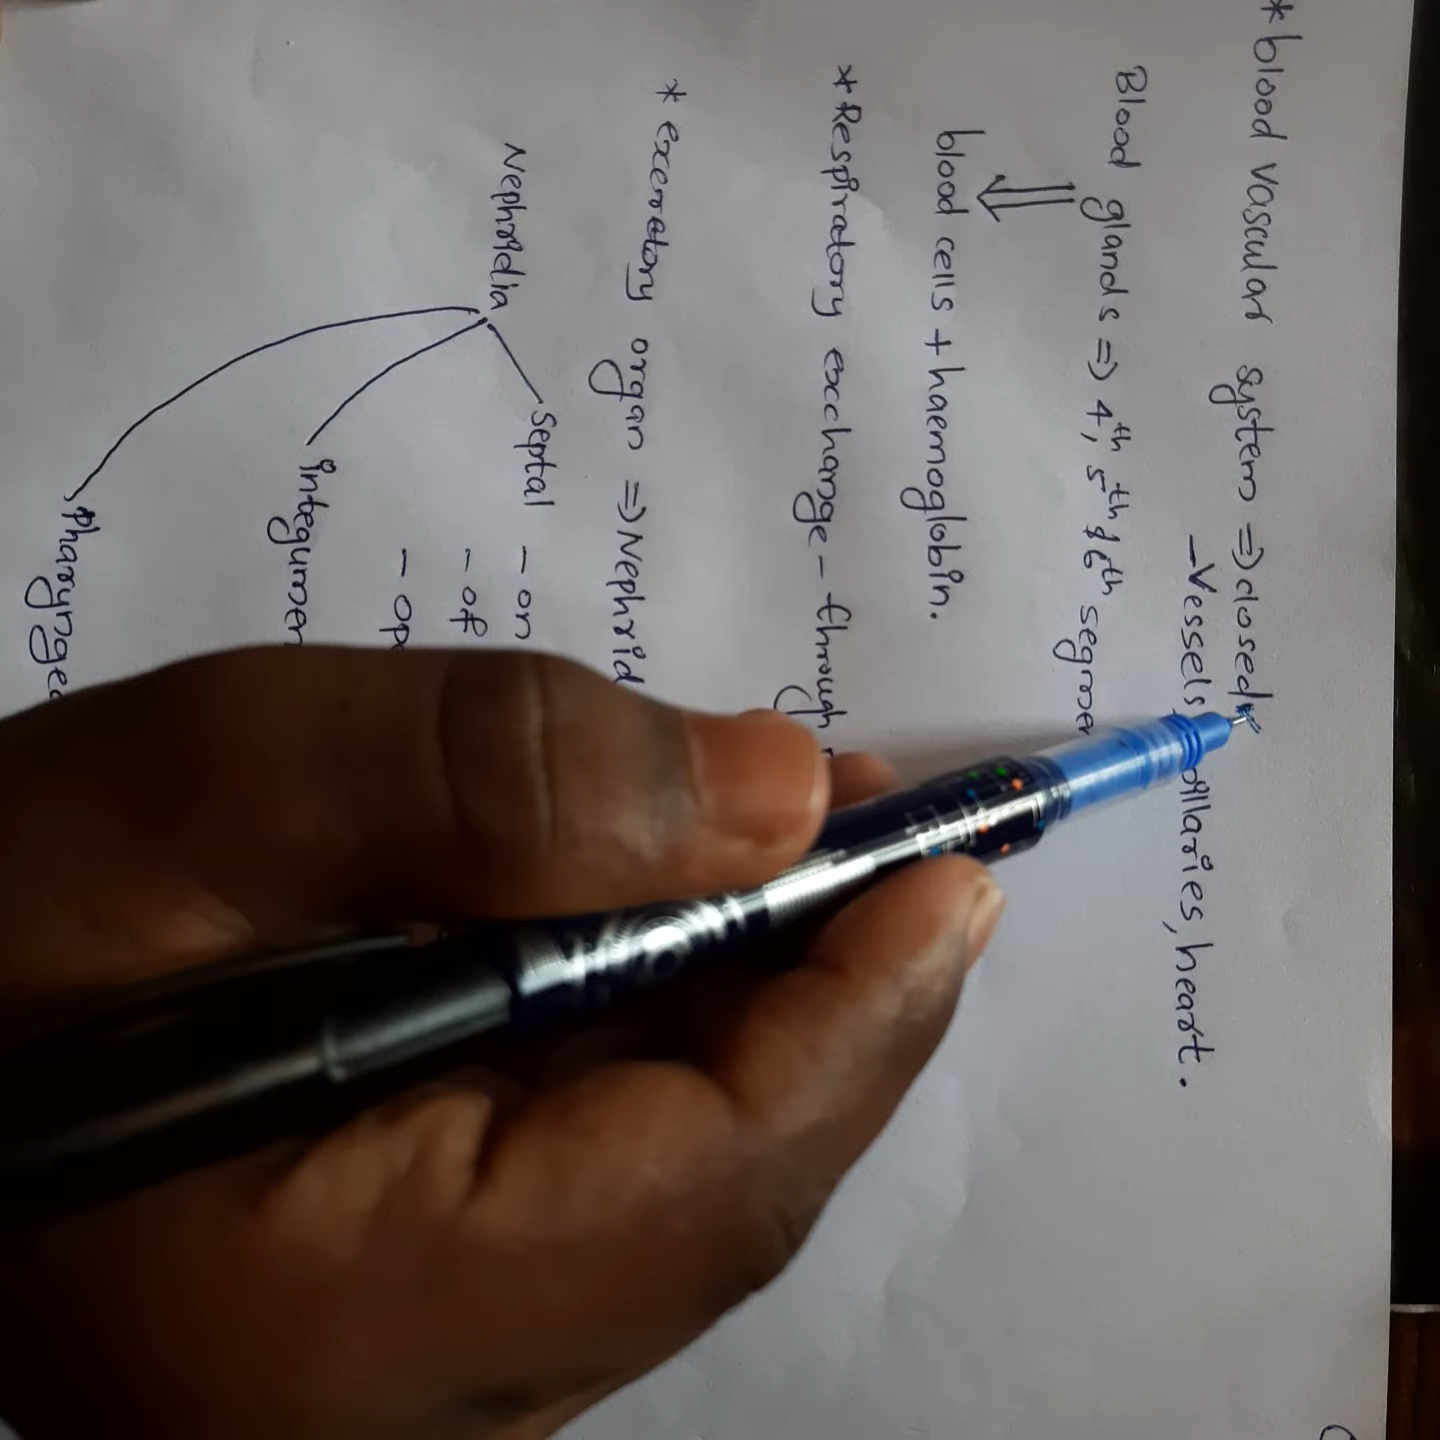 * blood vascular system => closed
- Vessels, pillaries, heart.
Blood glands => 4th, 5th & 6th segmen
blood cells + haemoglobin.
* Respiratory exchange - through
* excretory organ => Nephrid
Nephridia
Septal - on
- of
- op
integumen
Pharyngea